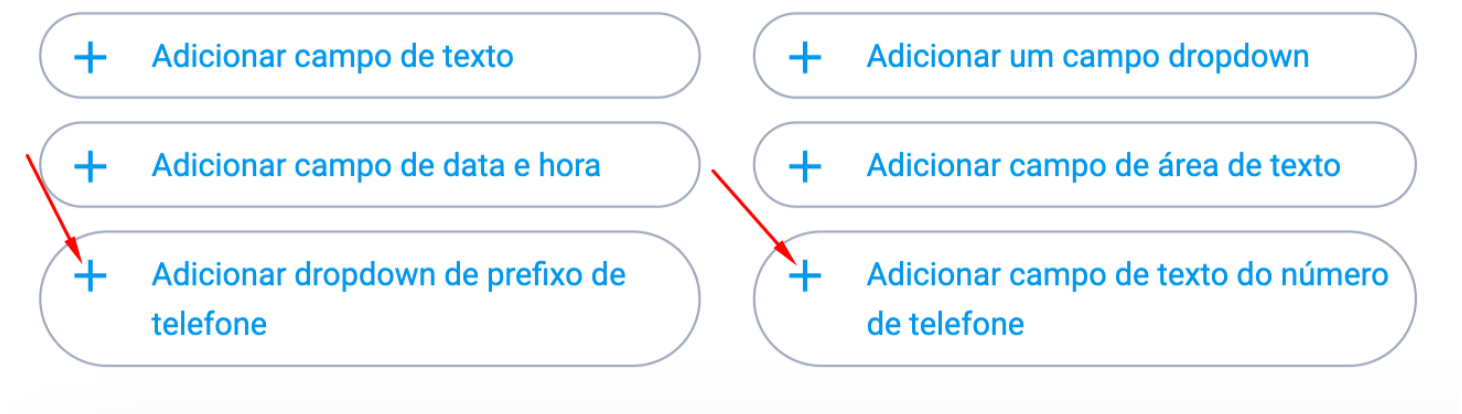 Adicionar campo de texto
Adicionar um campo dropdown
Adicionar campo de data e hora
Adicionar campo de área de texto
Adicionar dropdown de prefixo de
telefone
Adicionar campo de texto do número
de telefone